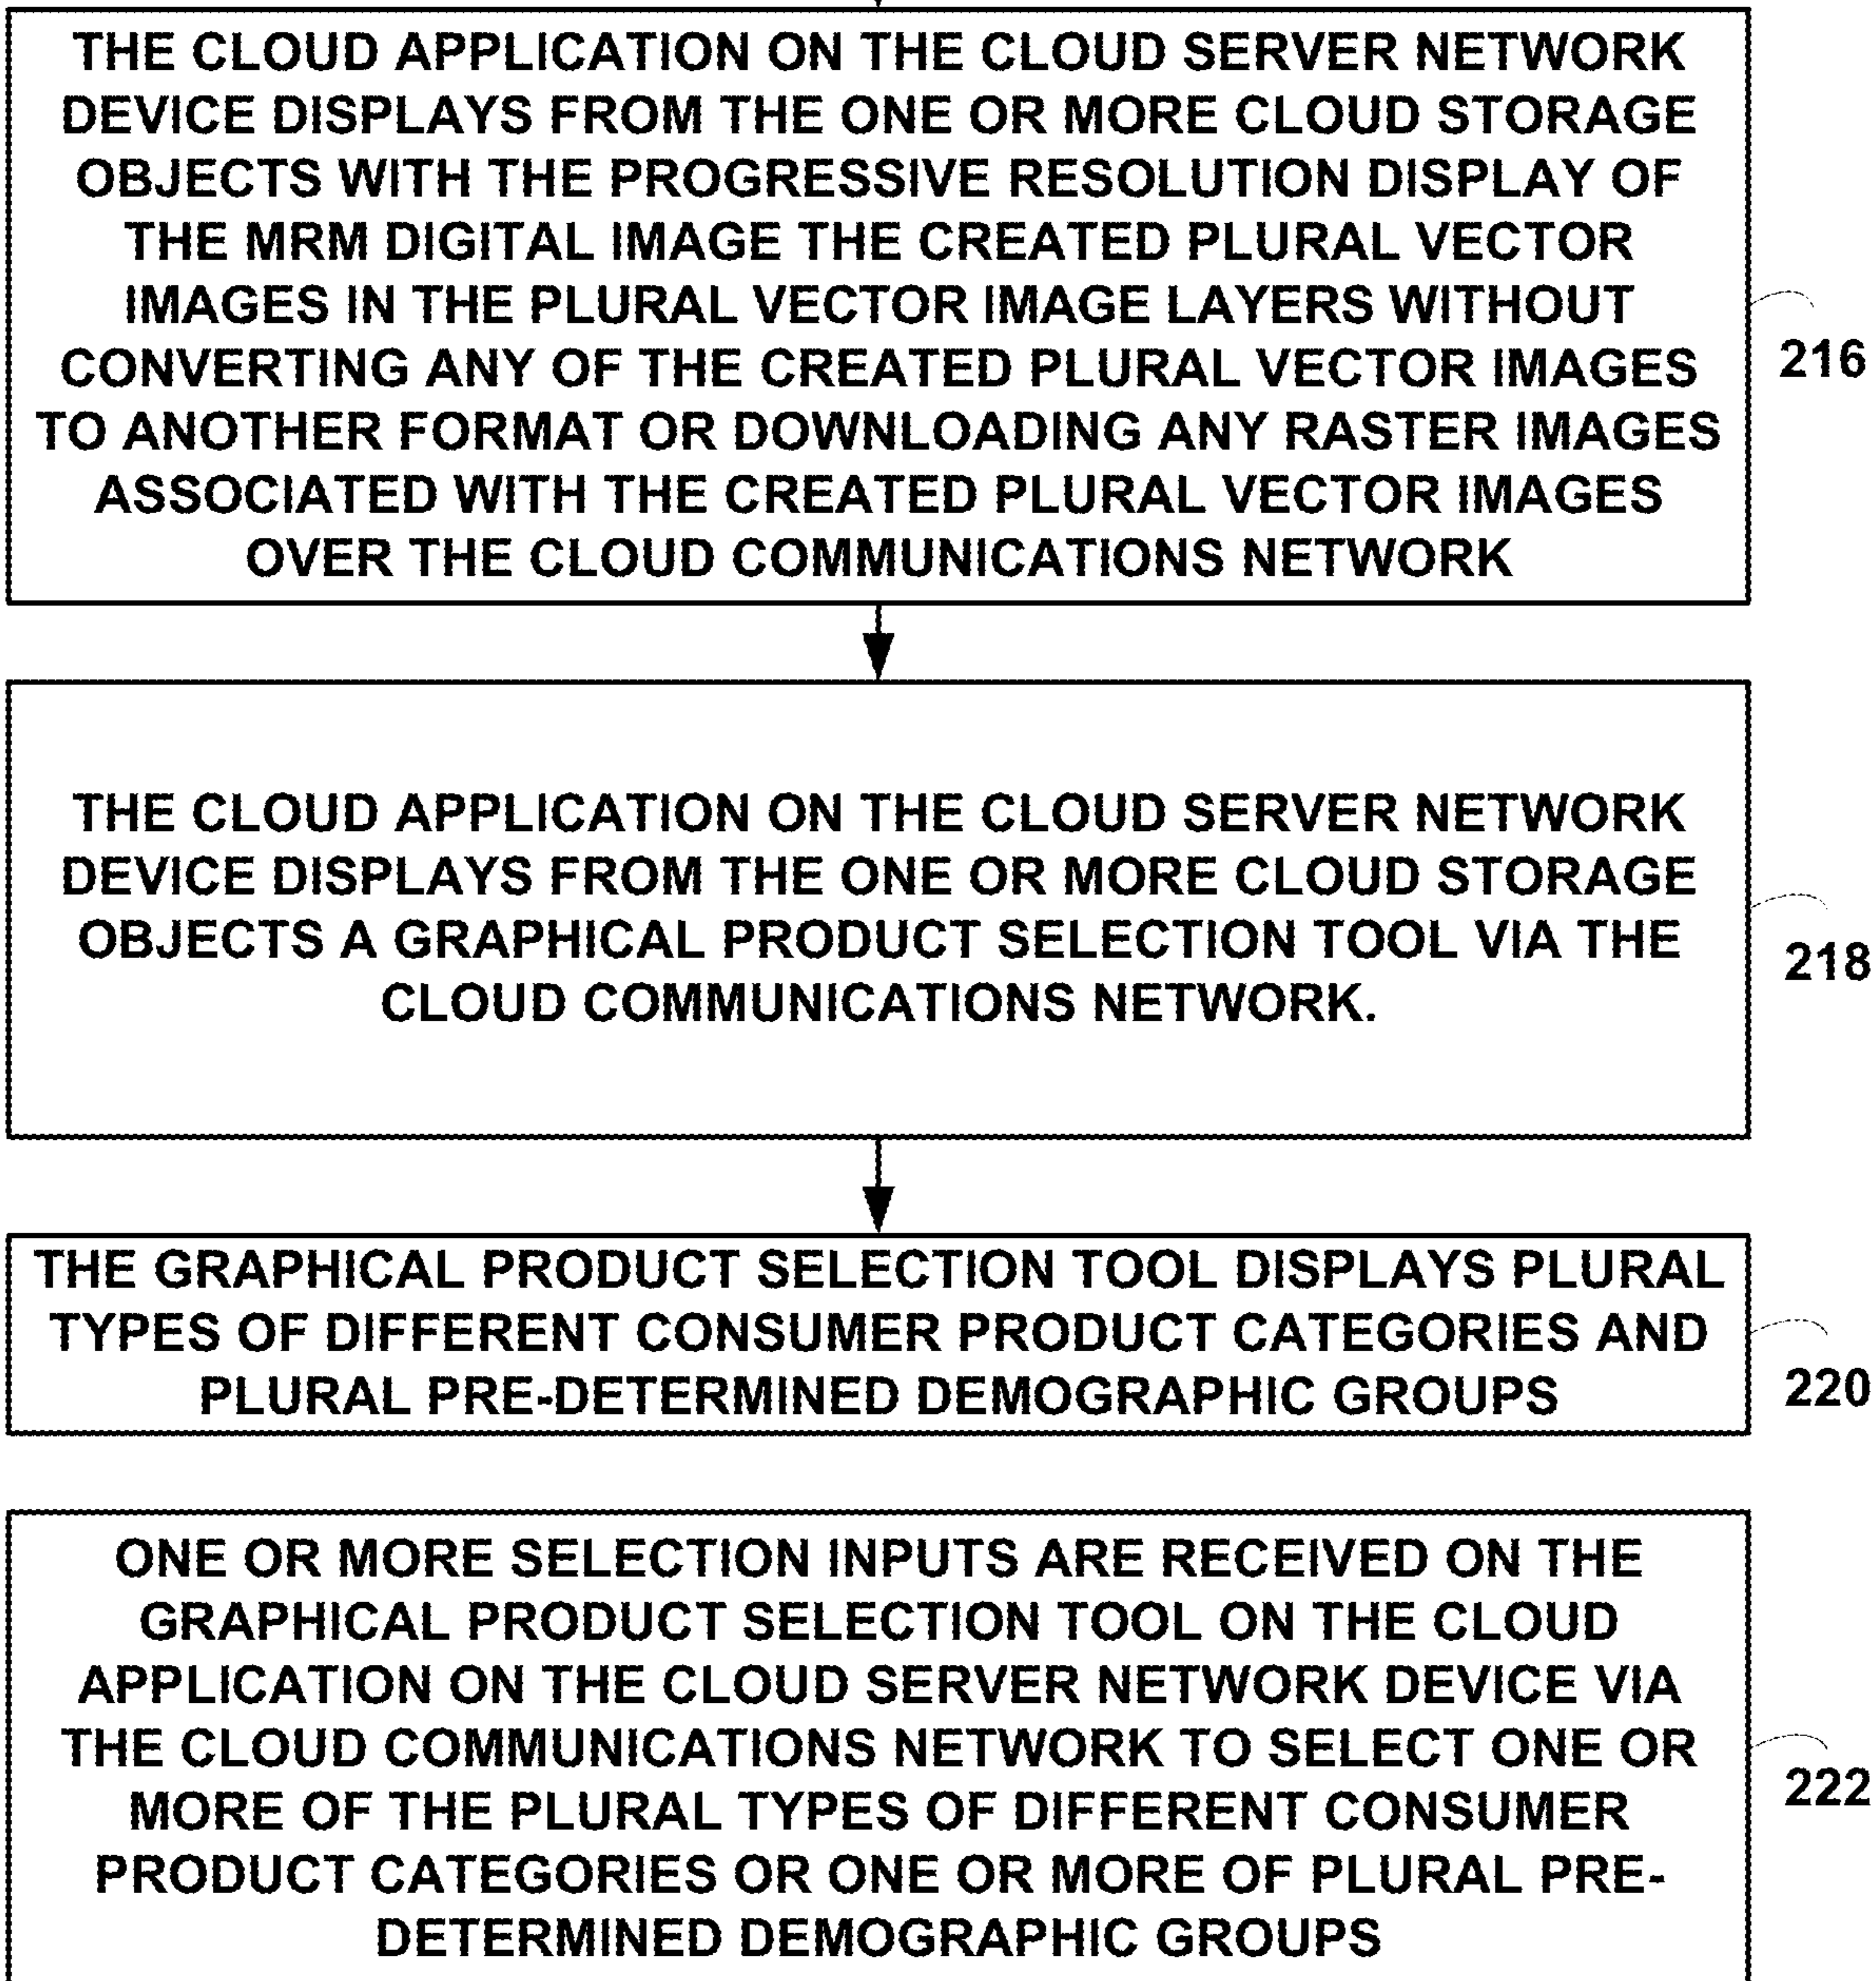 THE CLOUD APPLICATION ON THE CLOUD SERVER NETWORK
DEVICE DISPLAYS FROM THE ONE OR MORE CLOUD STORAGE
OBJECTS WITH THE PROGRESSIVE RESOLUTION DISPLAY OF
THE MRM DIGITAL IMAGE THE CREATED PLURAL VECTOR
IMAGES IN THE PLURAL VECTOR IMAGE LAYERS WITHOUT
CONVERTING ANY OF THE CREATED PLURAL VECTOR IMAGES
TO ANOTHER FORMAT OR DOWNLOADING ANY RASTER IMAGES
ASSOCIATED WITH THE CREATED PLURAL VECTOR IMAGES
OVER THE CLOUD COMMUNICATIONS NETWORK
216
THE CLOUD APPLICATION ON THE CLOUD SERVER NETWORK
DEVICE DISPLAYS FROM THE ONE OR MORE CLOUD STORAGE
OBJECTS A GRAPHICAL PRODUCT SELECTION TOOL VIA THE
CLOUD COMMUNICATIONS NETWORK.
218
THE GRAPHICAL PRODUCT SELECTION TOOL DISPLAYS PLURAL
TYPES OF DIFFERENT CONSUMER PRODUCT CATEGORIES AND
PLURAL PRE-DETERMINED DEMOGRAPHIC GROUPS
220
ONE OR MORE SELECTION INPUTS ARE RECEIVED ON THE
GRAPHICAL PRODUCT SELECTION TOOL ON THE CLOUD
APPLICATION ON THE CLOUD SERVER NETWORK DEVICE VIA
THE CLOUD COMMUNICATIONS NETWORK TO SELECT ONE OR
MORE OF THE PLURAL TYPES OF DIFFERENT CONSUMER
PRODUCT CATEGORIES OR ONE OR MORE OF PLURAL PRE-
DETERMINED DEMOGRAPHIC GROUPS
222